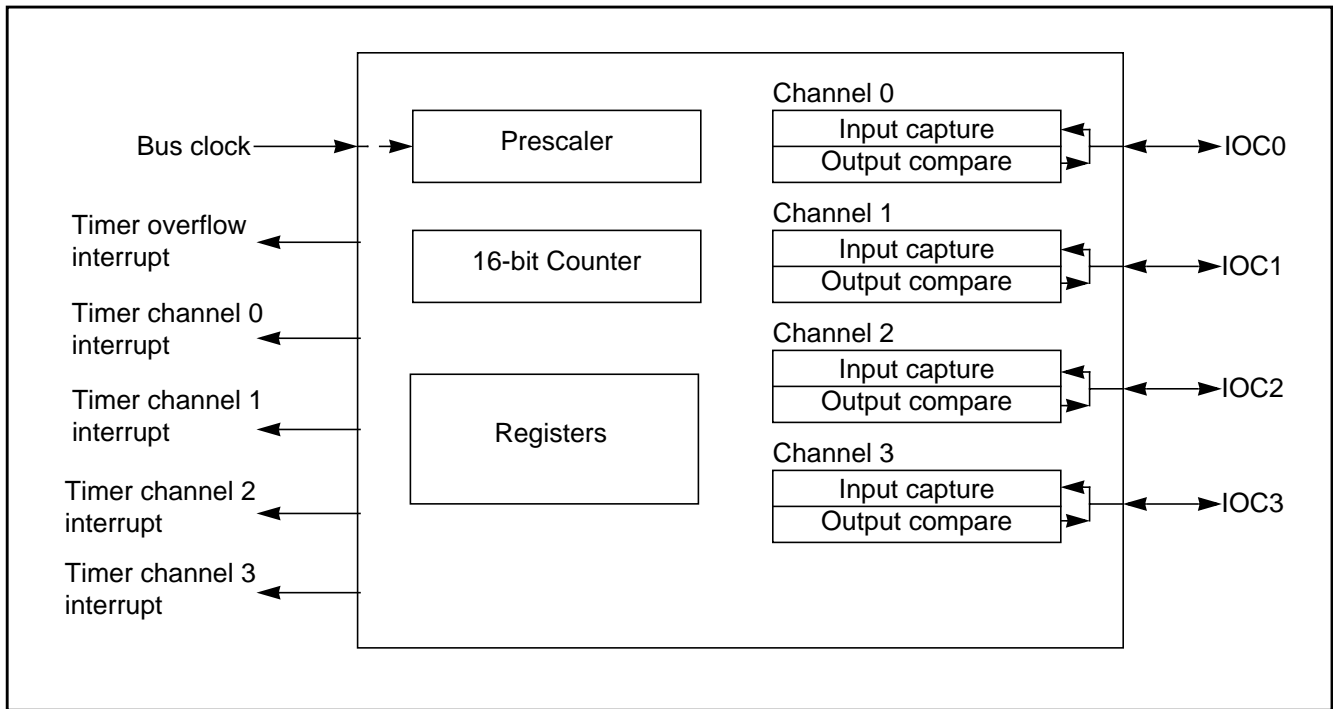 Bus clock
Timer overflow
interrupt
Timer channel 0
interrupt
Timer channel 1
interrupt
Timer channel 2
interrupt
Timer channel 3
interrupt
Prescaler
16-bit Counter
Registers
Channel 0
Input capture
Output compare
IOC0
Channel 1
Input capture
Output compare
IOC1
Channel 2
Input capture
Output compare
IOC2
Channel 3
Input capture
Output compare
IOC3